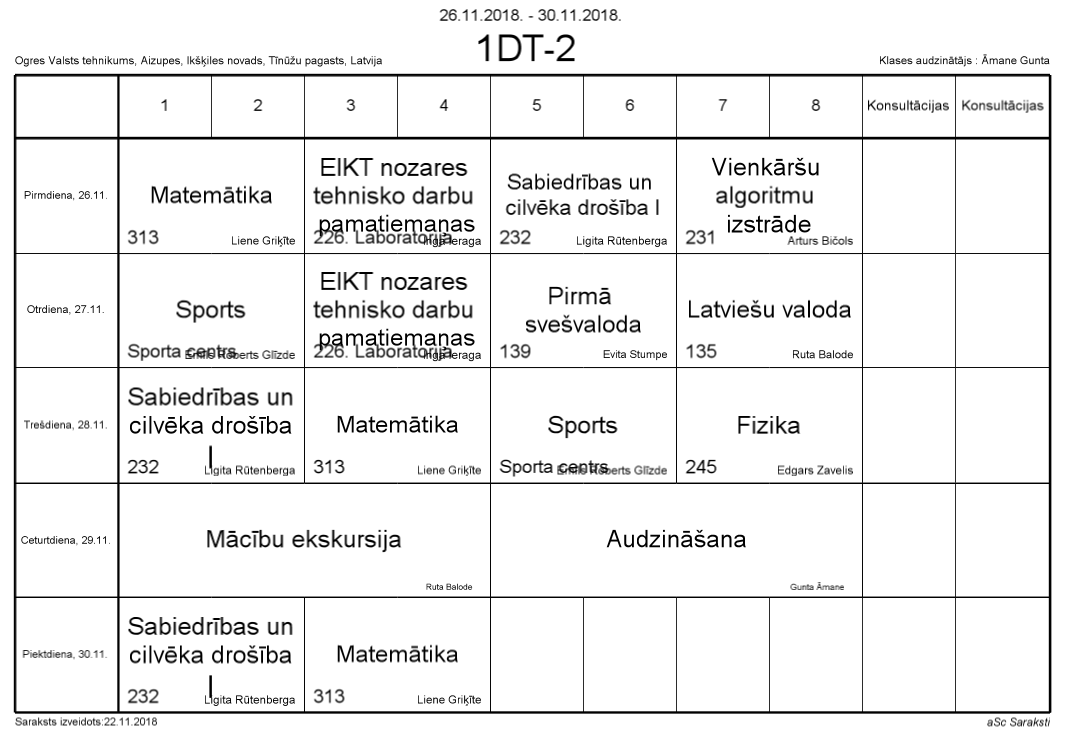 26.11.2018. - 30.11.2018.
1DT-2
Ogres Valsts tehnikums, Aizupes, Ikšķiles novads, Tīnūžu pagasts, Latvija
Klases audzinātājs : Āmane Gunta
1 2 3 4 5 6 7 8 Konsultācijas Konsultācijas
Pirmdiena, 26.11.
Matemātika
313 Liene Griķīte
EIKT nozares
tehnisko darbu
pamatiemaņas
226. Laboratorija Inga Ieraga
Sabiedrības un
cilvēka drošība I
232 Ligita Rūtenberga
Vienkāršu
algoritmu
izstrāde
231 Arturs Bičols
Otrdiena, 27.11.
Sports
Sporta centrs Emīls Roberts Glīzde
EIKT nozares
tehnisko darbu
pamatiemaņas
226. Laboratorija Inga Ieraga
Pirmā
svešvaloda
139 Evita Stumpe
Latviešu valoda
135 Ruta Balode
Trešdiena, 28.11.
Sabiedrības un
cilvēka drošība
I
232 Ligita Rūtenberga
Matemātika
313 Liene Griķīte
Sports
Sporta centrs Emīls Roberts Glīzde
Fizika
245 Edgars Zavelis
Ceturtdiena, 29.11.
Mācību ekskursija
Ruta Balode
Audzināšana
Gunta Āmane
Piektdiena, 30.11.
Sabiedrības un
cilvēka drošība
I
232 Ligita Rūtenberga
Matemātika
313 Liene Griķīte
Saraksts izveidots:22.11.2018
aSc Saraksti